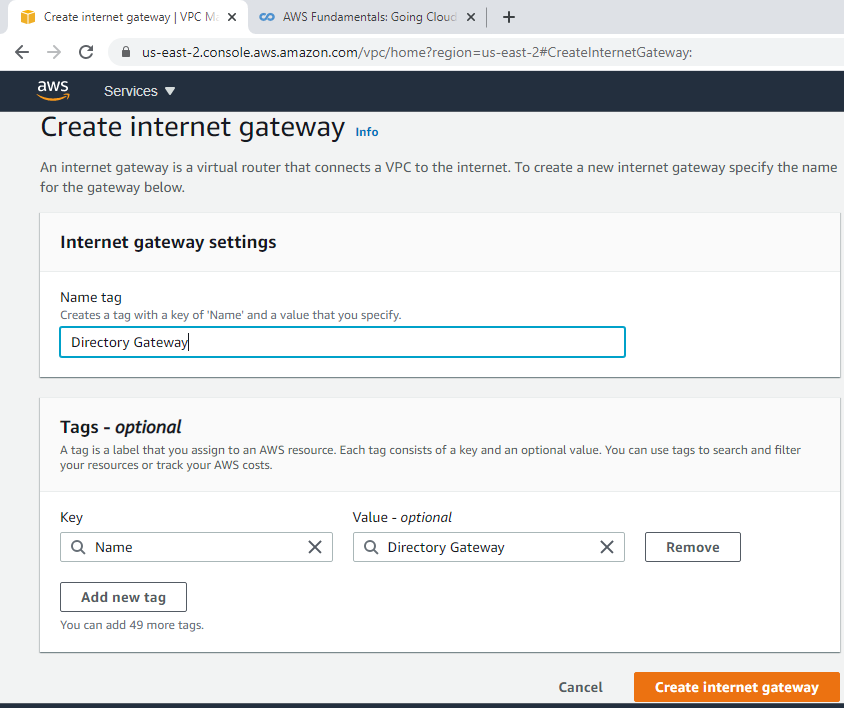 Create internet gateway | VPC Ma
AWS Fundamentals: Going Cloud
us-east-2.console.aws.amazon.com/vpc/home?region=us-east-2#CreateInternetGateway:
aws Services
Create internet gateway Info
An internet gateway is a virtual router that connects a VPC to the internet. To create a new internet gateway specify the name
for the gateway below.
Internet gateway settings
Name tag
Creates a tag with a key of 'Name' and a value that you specify.
Directory Gateway
Tags - optional
A tag is a label that you assign to an AWS resource. Each tag consists of a key and an optional value. You can use tags to search and filter
your resources or track your AWS costs.
Key Value - optional
Name Directory Gateway Remove
Add new tag
You can add 49 more tags.
Cancel Create internet gateway